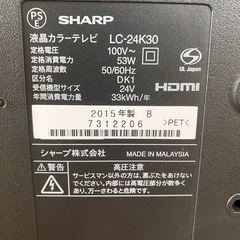 SHARP
液晶カラーテレビ LC-24K30
定格電圧 100V~
定格消費電力 53W
定格周波数 50/60Hz
区分名 DK1
受信機型サイズ 24V
年間消費電力量 33kWh/年
PS
E
UL Japan
HDMI
2015年製 B
7312206
>PET<
シャープ株式会社 MADE IN MALAYSIA
警告 高圧注意
サービスマン以外の方は、裏ぶたをあけないで
ください。内部には高電圧部分が数多くあり、
万一さわると危険です。